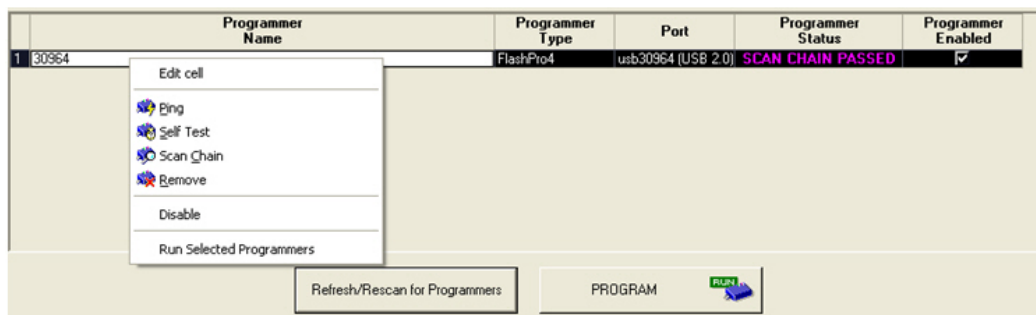 Programmer Name Programmer Type Port Programmer Status Programmer Enabled
1 30964 FlashPro4 usb30964 (USB 2.0) SCAN CHAIN PASSED
Edit cell
Ping
Self Test
Scan Chain
Remove
Disable
Run Selected Programmers
Refresh/Rescan for Programmers PROGRAM RUN